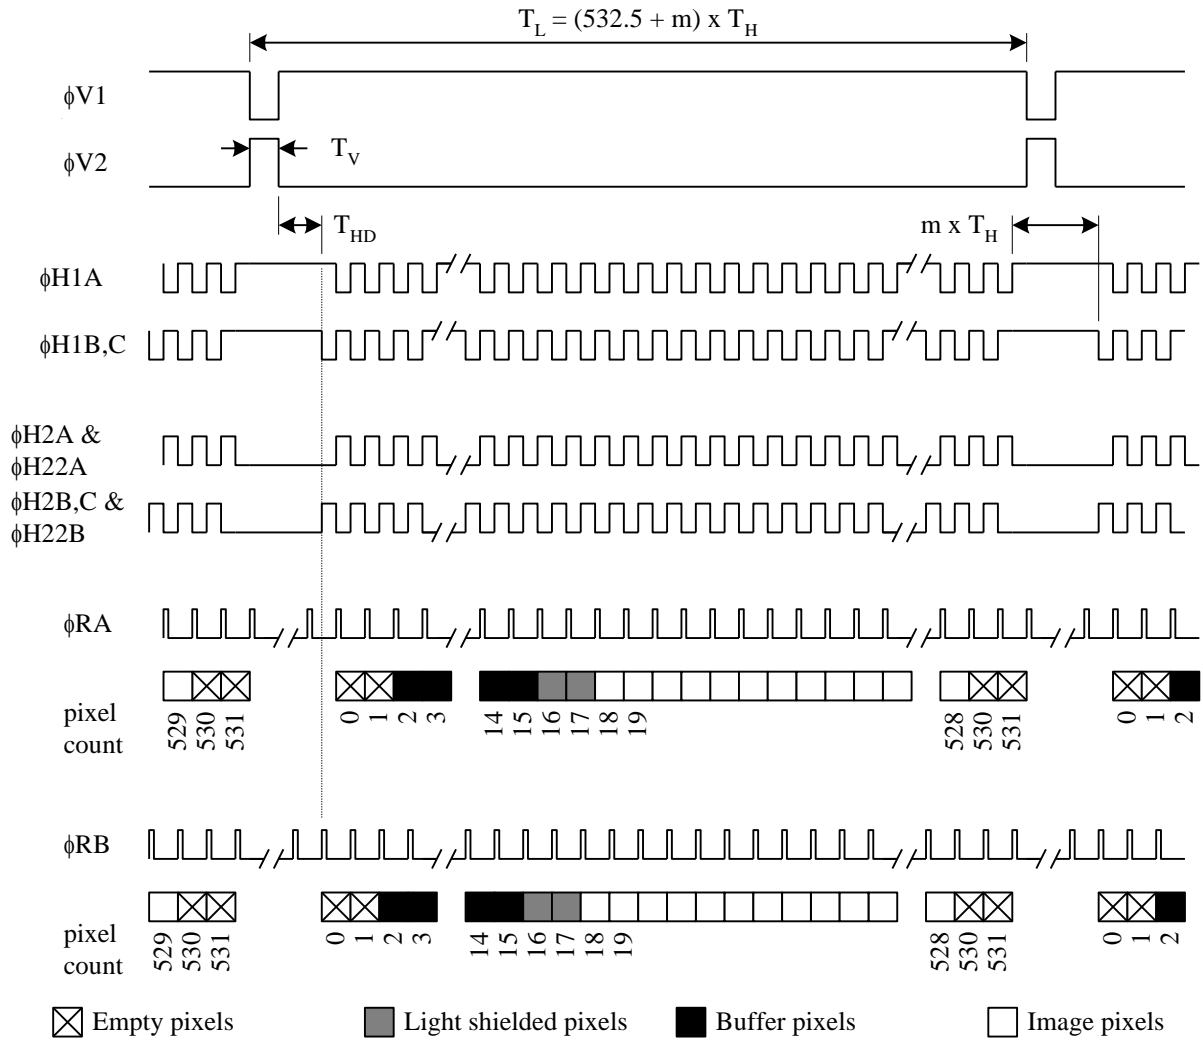 T_L = (532.5 + m) x T_H
ϕV1
T_V
ϕV2
T_HD
m x T_H
ϕH1A
ϕH1B,C
ϕH2A &
ϕH22A
ϕH2B,C &
ϕH22B
ϕRA
pixel
count
529 530 531 0 1 2 3 14 15 16 17 18 19 528 530 531 0 1 2
ϕRB
pixel
count
529 530 531 0 1 2 3 14 15 16 17 18 19 528 530 531 0 1 2
Empty pixels Light shielded pixels Buffer pixels Image pixels